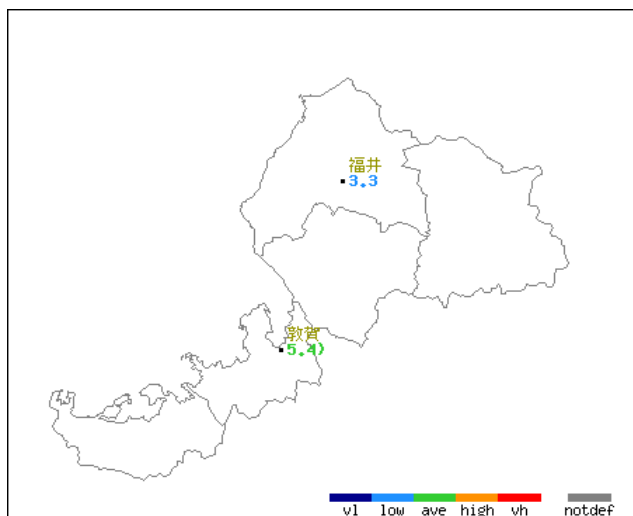 福井
3.3
敦賀
5.4)
vl low ave high vh notdef